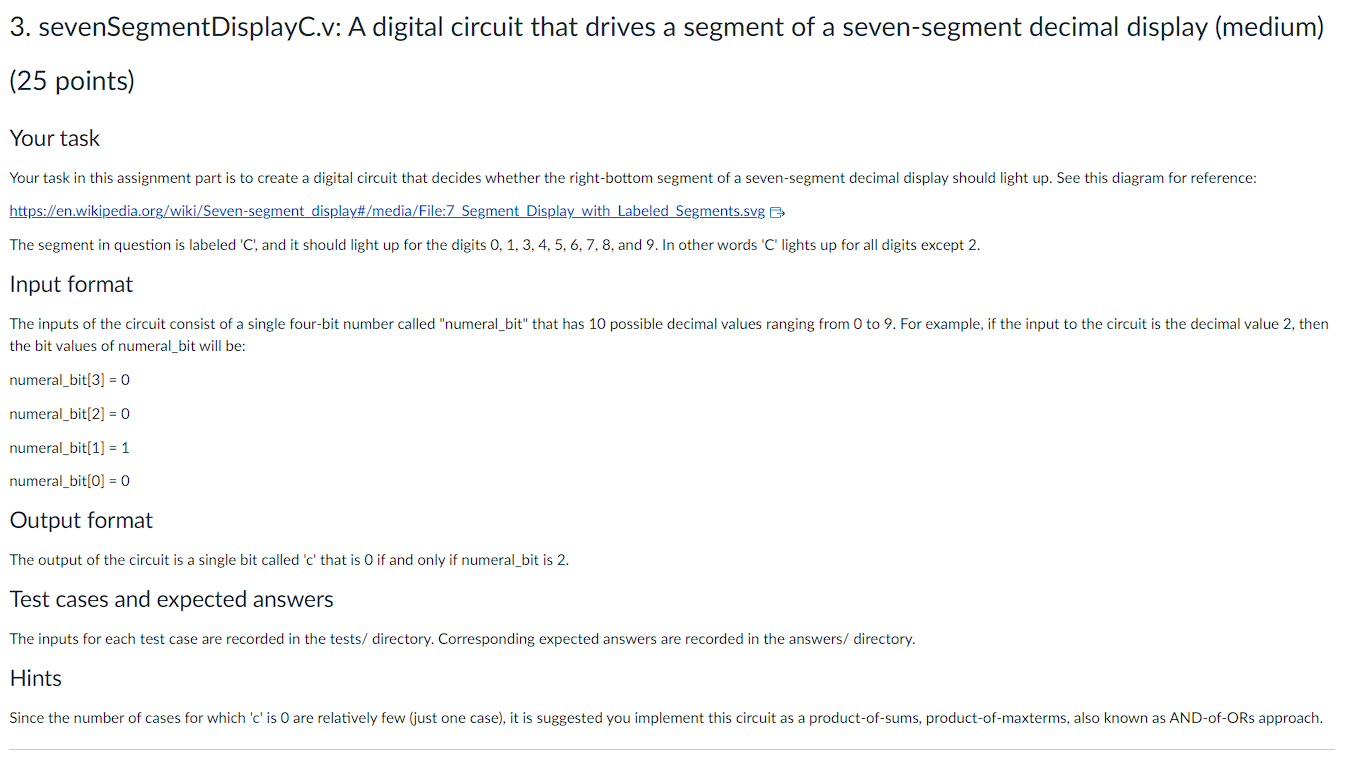 3. sevenSegmentDisplayC.v: A digital circuit that drives a segment of a seven-segment decimal display (medium)
(25 points)
Your task
Your task in this assignment part is to create a digital circuit that decides whether the right-bottom segment of a seven-segment decimal display should light up. See this diagram for reference:
https://en.wikipedia.org/wiki/Seven-segment_display#/media/File:7_Segment_Display_with_Labeled_Segments.svg
The segment in question is labeled 'C', and it should light up for the digits 0, 1, 3, 4, 5, 6, 7, 8, and 9. In other words 'C' lights up for all digits except 2.
Input format
The inputs of the circuit consist of a single four-bit number called "numeral_bit" that has 10 possible decimal values ranging from 0 to 9. For example, if the input to the circuit is the decimal value 2, then
the bit values of numeral_bit will be:
numeral_bit[3] = 0
numeral_bit[2] = 0
numeral_bit[1] = 1
numeral_bit[0] = 0
Output format
The output of the circuit is a single bit called 'c' that is 0 if and only if numeral_bit is 2.
Test cases and expected answers
The inputs for each test case are recorded in the tests/ directory. Corresponding expected answers are recorded in the answers/ directory.
Hints
Since the number of cases for which 'c' is 0 are relatively few (just one case), it is suggested you implement this circuit as a product-of-sums, product-of-maxterms, also known as AND-of-ORs approach.